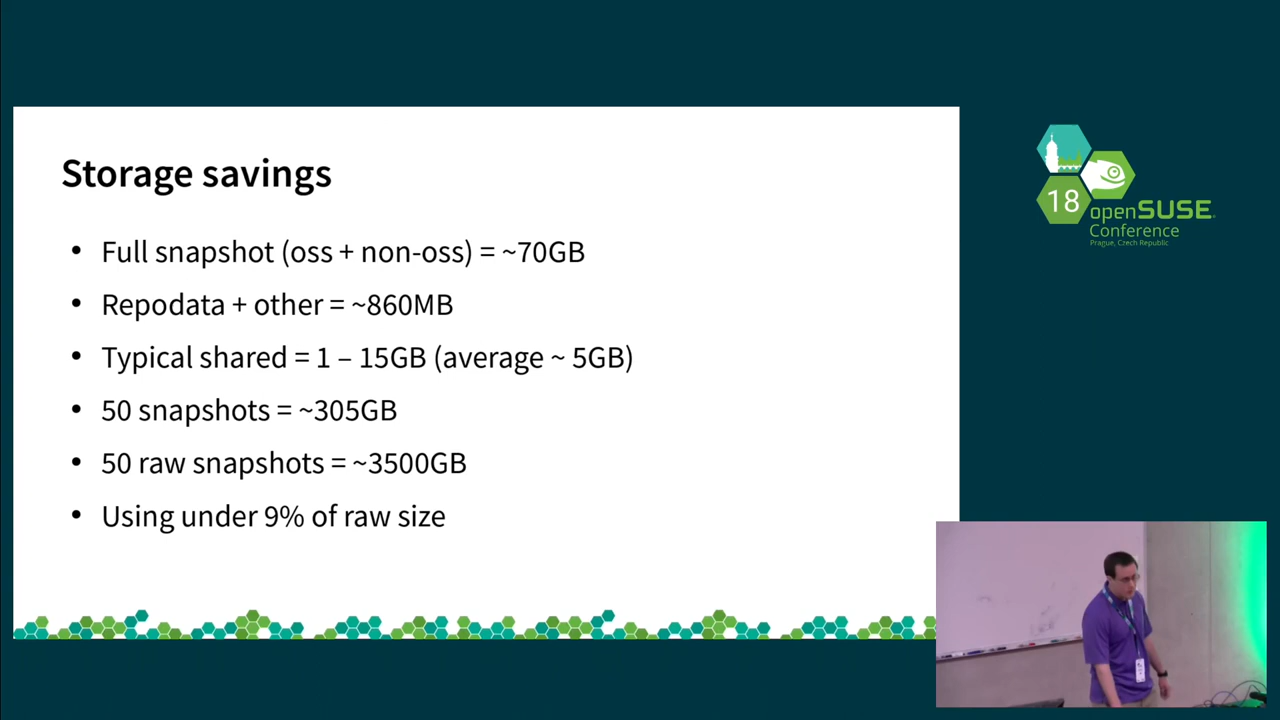 Storage savings
• Full snapshot (oss + non-oss) = ~70GB
• Repodata + other = ~860MB
• Typical shared = 1 – 15GB (average ~ 5GB)
• 50 snapshots = ~305GB
• 50 raw snapshots = ~3500GB
• Using under 9% of raw size
18
openSUSE
Conference
Prague, Czech Republic